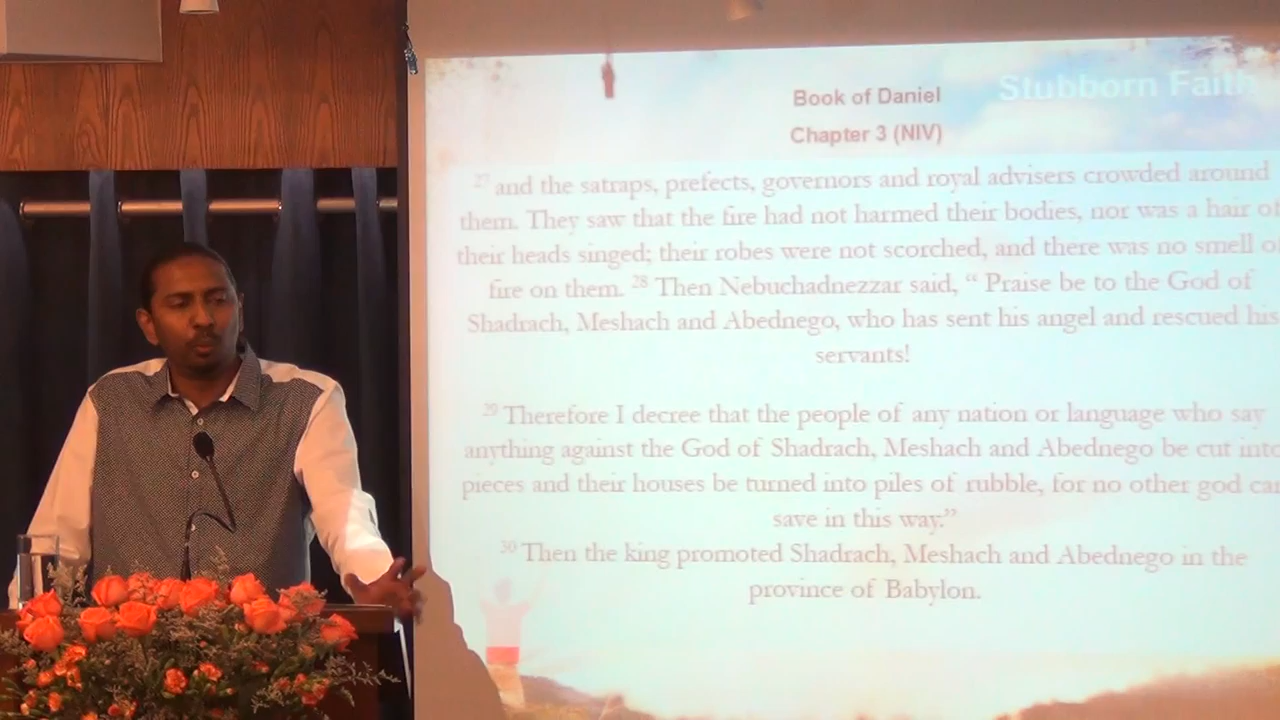 Stubborn Faith
Book of Daniel
Chapter 3 (NIV)
27 and the satraps, prefects, governors and royal advisers crowded around
them. They saw that the fire had not harmed their bodies, nor was a hair of
their heads singed; their robes were not scorched, and there was no smell of
fire on them. 28 Then Nebuchadnezzar said, “ Praise be to the God of
Shadrach, Meshach and Abednego, who has sent his angel and rescued his
servants!
29 Therefore I decree that the people of any nation or language who say
anything against the God of Shadrach, Meshach and Abednego be cut into
pieces and their houses be turned into piles of rubble, for no other god can
save in this way.”
30 Then the king promoted Shadrach, Meshach and Abednego in the
province of Babylon.